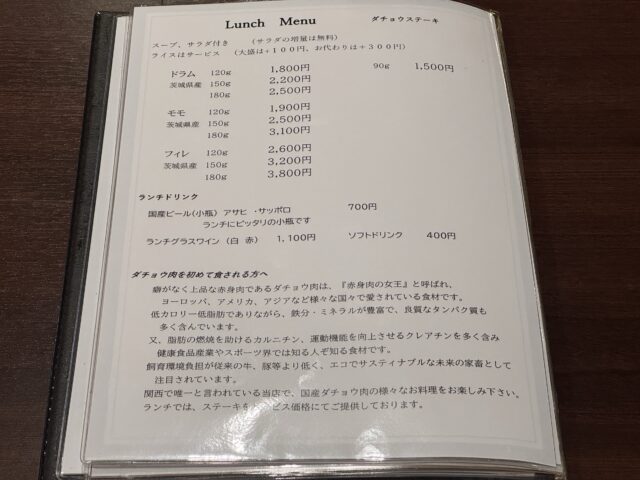 Lunch Menu ダチョウステーキ
スープ、サラダ付き (サラダの増量は無料)
ライスはサービス (大盛は+100円、お代わりは+300円)
ドラム 120g 1,800円 90g 1,500円
茨城県産 150g 2,200円
180g 2,500円
モモ 120g 1,900円
茨城県産 150g 2,500円
180g 3,100円
フィレ 120g 2,600円
茨城県産 150g 3,200円
180g 3,800円
ランチドリンク
国産ビール(小瓶) アサヒ ・サッポロ 700円
ランチにピッタリの小瓶です
ランチグラスワイン (白 赤) 1,100円 ソフトドリンク 400円
ダチョウ肉を初めて食される方へ
癖がなく上品な赤身肉であるダチョウ肉は、『赤身肉の女王』と呼ばれ、
ヨーロッパ、アメリカ、アジアなど様々な国々で愛されている食材です。
低カロリー低脂肪でありながら、鉄分・ミネラルが豊富で、良質なタンパク質も
多く含んでいます。
又、脂肪の燃焼を助けるカルニチン、運動機能を向上させるクレアチンを多く含み
健康食品産業やスポーツ界では知る人ぞ知る食材です。
飼育環境負担が従来の牛、豚等より低く、エコでサスティナブルな未来の家畜として
注目されています。
関西で唯一と言われている当店で、国産ダチョウ肉の様々なお料理をお楽しみ下さい。
ランチでは、ステーキをサービス価格にてご提供しております。